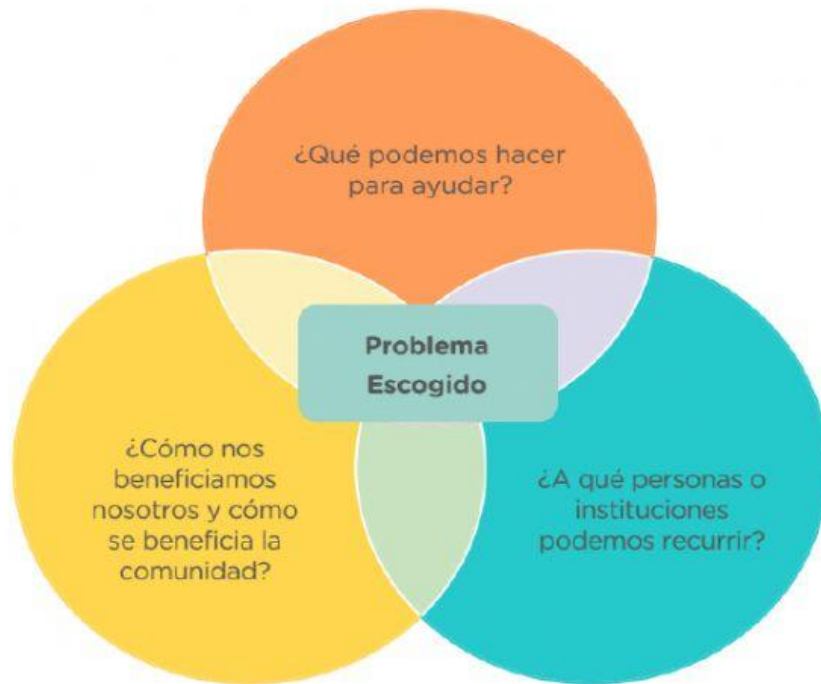 ¿Qué podemos hacer
para ayudar?
Problema
Escogido
¿Cómo nos
beneficiamos
nosotros y cómo
se beneficia la
comunidad?
¿A qué personas o
instituciones
podemos recurrir?